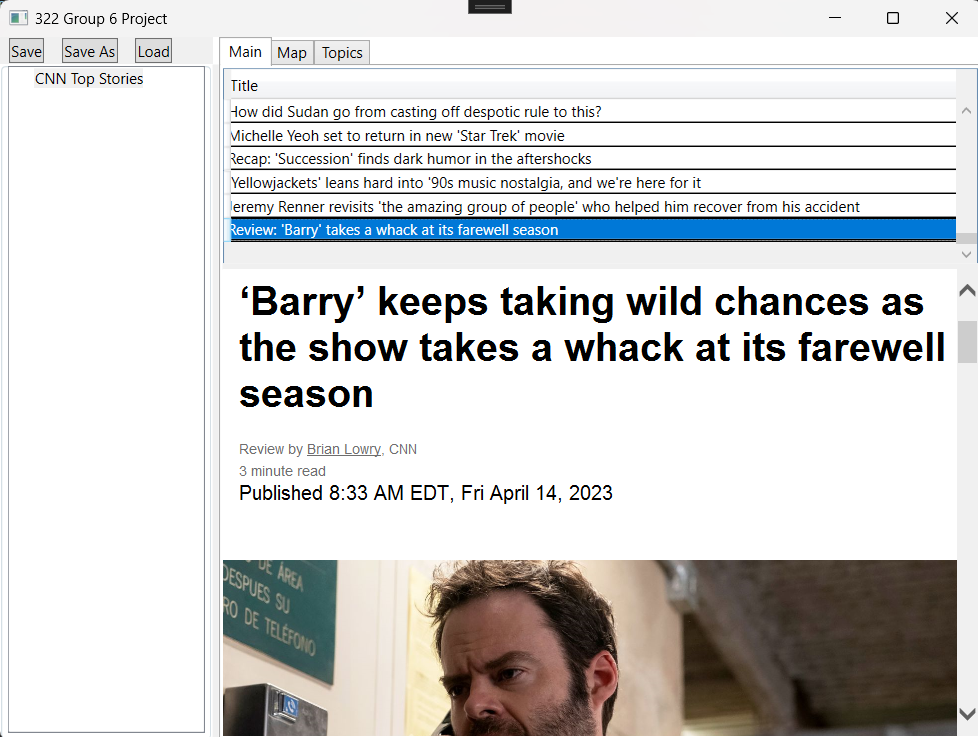 322 Group 6 Project
Save Save As Load
Main Map Topics
CNN Top Stories
Title
How did Sudan go from casting off despotic rule to this?
Michelle Yeoh set to return in new 'Star Trek' movie
Recap: 'Succession' finds dark humor in the aftershocks
'Yellowjackets' leans hard into '90s music nostalgia, and we're here for it
Jeremy Renner revisits 'the amazing group of people' who helped him recover from his accident
Review: 'Barry' takes a whack at its farewell season
‘Barry’ keeps taking wild chances as
the show takes a whack at its farewell
season
Review by Brian Lowry, CNN
3 minute read
Published 8:33 AM EDT, Fri April 14, 2023
DE ÁREA
DESPUES SU
RO DE TELÉFONO